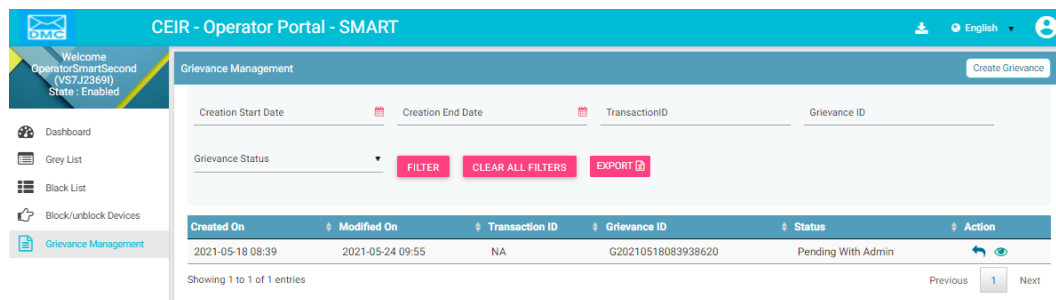 DMC
CEIR - Operator Portal - SMART
English
Welcome
OperatorSmartSecond
(VS7J2369I)
State : Enabled
Dashboard
Grey List
Black List
Block/unblock Devices
Grievance Management
Grievance Management
Create Grievance
Creation Start Date
Creation End Date
TransactionID
Grievance ID
Grievance Status
FILTER
CLEAR ALL FILTERS
EXPORT
Created On Modified On Transaction ID Grievance ID Status Action
2021-05-18 08:39 2021-05-24 09:55 NA G20210518083938620 Pending With Admin
Showing 1 to 1 of 1 entries
Previous 1 Next